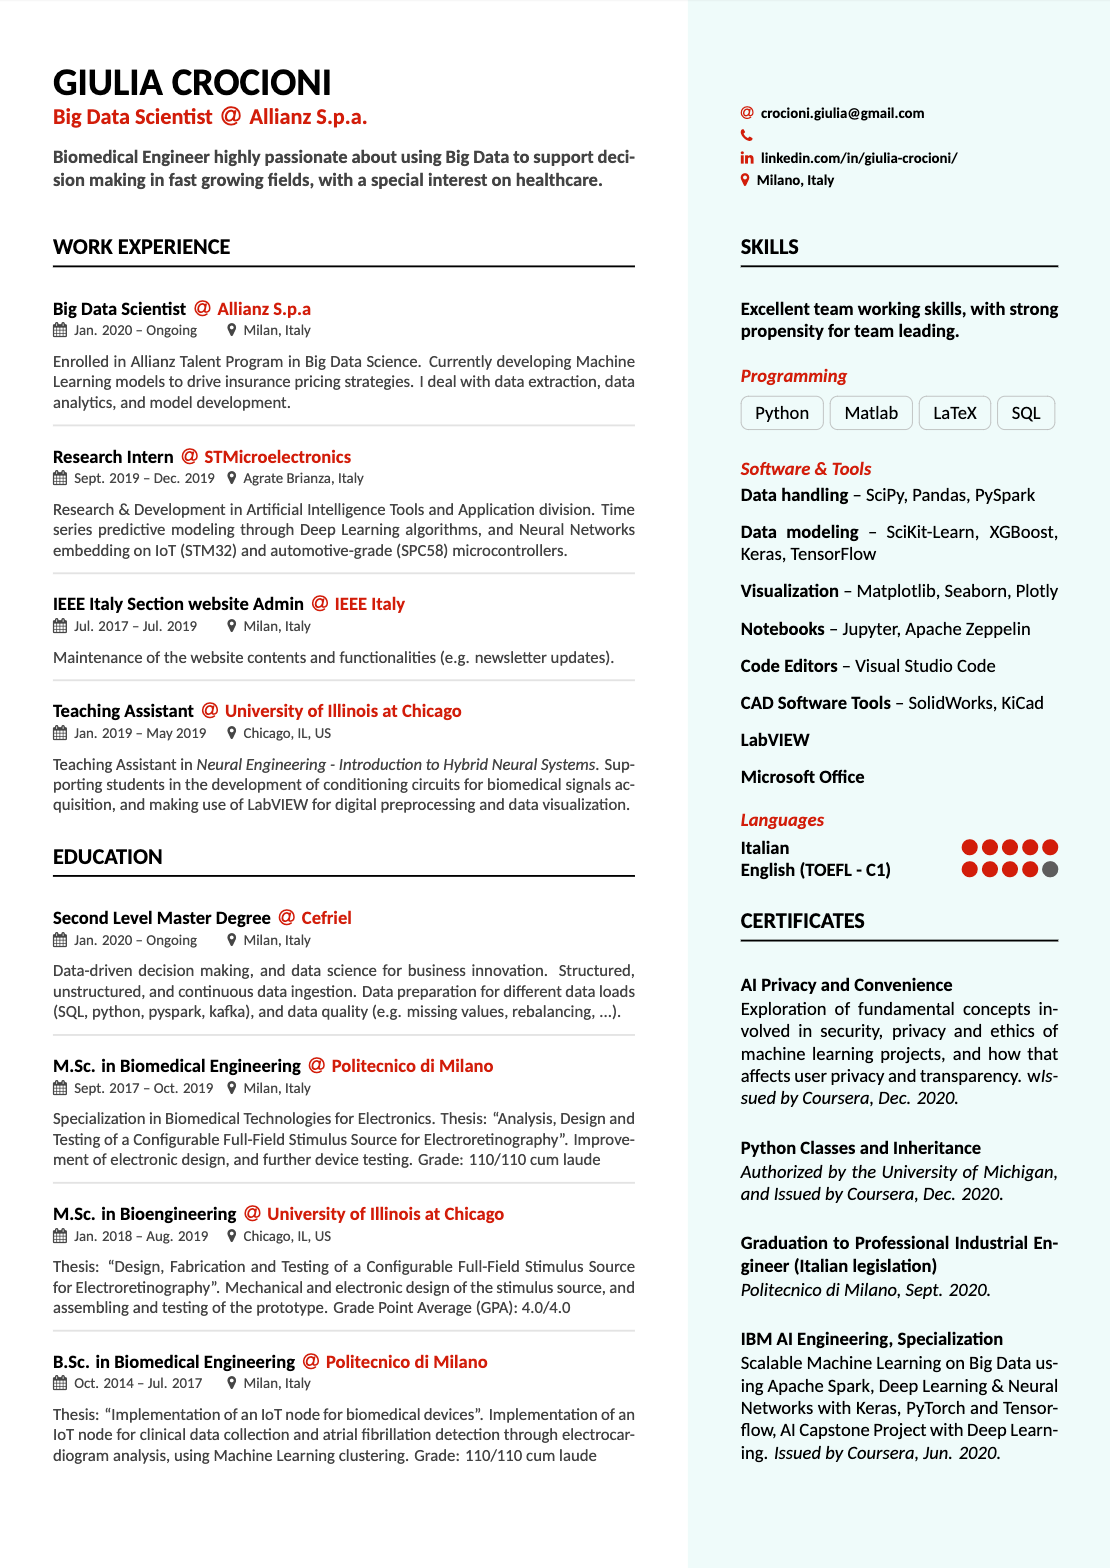 GIULIA CROCIONI
Big Data Scientist @ Allianz S.p.a.
Biomedical Engineer highly passionate about using Big Data to support deci-
sion making in fast growing fields, with a special interest on healthcare.
@ crocioni.giulia@gmail.com
in linkedin.com/in/giulia-crocioni/
Milano, Italy
WORK EXPERIENCE
Big Data Scientist @ Allianz S.p.a
Jan. 2020 – Ongoing Milan, Italy
Enrolled in Allianz Talent Program in Big Data Science. Currently developing Machine
Learning models to drive insurance pricing strategies. I deal with data extraction, data
analytics, and model development.
Research Intern @ STMicroelectronics
Sept. 2019 – Dec. 2019 Agrate Brianza, Italy
Research & Development in Artificial Intelligence Tools and Application division. Time
series predictive modeling through Deep Learning algorithms, and Neural Networks
embedding on IoT (STM32) and automotive-grade (SPC58) microcontrollers.
IEEE Italy Section website Admin @ IEEE Italy
Jul. 2017 – Jul. 2019 Milan, Italy
Maintenance of the website contents and functionalities (e.g. newsletter updates).
Teaching Assistant @ University of Illinois at Chicago
Jan. 2019 – May 2019 Chicago, IL, US
Teaching Assistant in Neural Engineering - Introduction to Hybrid Neural Systems. Sup-
porting students in the development of conditioning circuits for biomedical signals ac-
quisition, and making use of LabVIEW for digital preprocessing and data visualization.
EDUCATION
Second Level Master Degree @ Cefriel
Jan. 2020 – Ongoing Milan, Italy
Data-driven decision making, and data science for business innovation. Structured,
unstructured, and continuous data ingestion. Data preparation for different data loads
(SQL, python, pyspark, kafka), and data quality (e.g. missing values, rebalancing, ...).
M.Sc. in Biomedical Engineering @ Politecnico di Milano
Sept. 2017 – Oct. 2019 Milan, Italy
Specialization in Biomedical Technologies for Electronics. Thesis: “Analysis, Design and
Testing of a Configurable Full-Field Stimulus Source for Electroretinography”. Improve-
ment of electronic design, and further device testing. Grade: 110/110 cum laude
M.Sc. in Bioengineering @ University of Illinois at Chicago
Jan. 2018 – Aug. 2019 Chicago, IL, US
Thesis: “Design, Fabrication and Testing of a Configurable Full-Field Stimulus Source
for Electroretinography”. Mechanical and electronic design of the stimulus source, and
assembling and testing of the prototype. Grade Point Average (GPA): 4.0/4.0
B.Sc. in Biomedical Engineering @ Politecnico di Milano
Oct. 2014 – Jul. 2017 Milan, Italy
Thesis: “Implementation of an IoT node for biomedical devices”. Implementation of an
IoT node for clinical data collection and atrial fibrillation detection through electrocar-
diogram analysis, using Machine Learning clustering. Grade: 110/110 cum laude
SKILLS
Excellent team working skills, with strong
propensity for team leading.
Programming
Python Matlab LaTeX SQL
Software & Tools
Data handling – SciPy, Pandas, PySpark
Data modeling – SciKit-Learn, XGBoost,
Keras, TensorFlow
Visualization – Matplotlib, Seaborn, Plotly
Notebooks – Jupyter, Apache Zeppelin
Code Editors – Visual Studio Code
CAD Software Tools – SolidWorks, KiCad
LabVIEW
Microsoft Office
Languages
Italian
English (TOEFL - C1)
CERTIFICATES
AI Privacy and Convenience
Exploration of fundamental concepts in-
volved in security, privacy and ethics of
machine learning projects, and how that
affects user privacy and transparency. wIs-
sued by Coursera, Dec. 2020.
Python Classes and Inheritance
Authorized by the University of Michigan,
and Issued by Coursera, Dec. 2020.
Graduation to Professional Industrial En-
gineer (Italian legislation)
Politecnico di Milano, Sept. 2020.
IBM AI Engineering, Specialization
Scalable Machine Learning on Big Data us-
ing Apache Spark, Deep Learning & Neural
Networks with Keras, PyTorch and Tensor-
flow, AI Capstone Project with Deep Learn-
ing. Issued by Coursera, Jun. 2020.